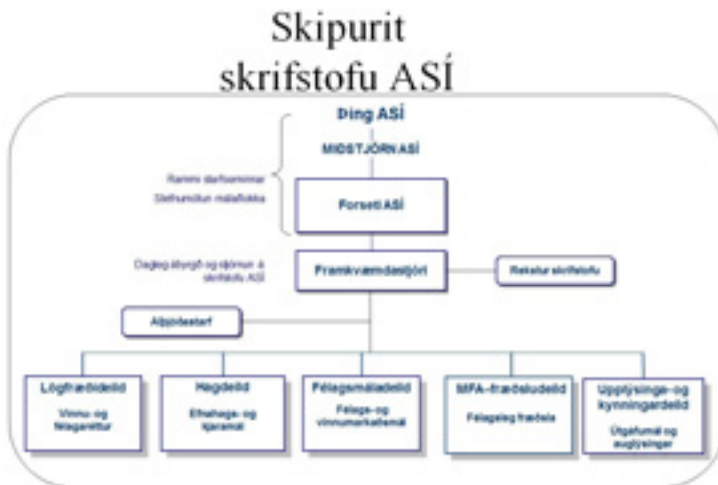 Skipurit
skrifstofu ASÍ
Þing ASÍ
MIÐSTJÓRN ASÍ
Rammi starfseminnar
Stefnumótun málaflokka
Forseti ASÍ
Dagleg ábyrgð og stjórnun á
skrifstofu ASÍ
Framkvæmdastjóri
Rekstur skrifstofu
Alþjóðastarf
Lögfræðideild
Vinnu- og
félagaréttur
Hagdeild
Efnahags- og
kjaramál
Félagsmáladeild
Félags- og
vinnumarkaðsmál
MFA-fræðsludeild
Félagsleg fræðsla
Upplýsinga- og
kynningardeild
Útgáfumál og
auglýsingar